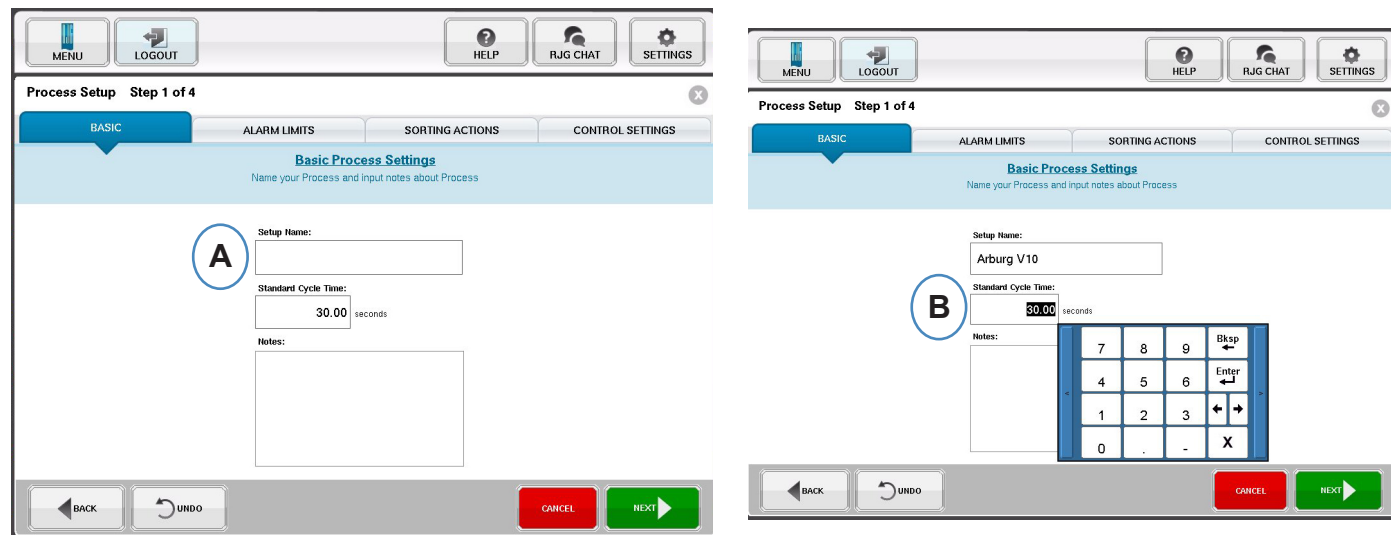 MENU
LOGOUT
HELP
RJG CHAT
SETTINGS
Process Setup Step 1 of 4
X
BASIC
ALARM LIMITS
SORTING ACTIONS
CONTROL SETTINGS
Basic Process Settings
Name your Process and input notes about Process
A
Setup Name:
Standard Cycle Time:
30.00 seconds
Notes:
BACK
UNDO
CANCEL
NEXT
MENU
LOGOUT
HELP
RJG CHAT
SETTINGS
Process Setup Step 1 of 4
X
BASIC
ALARM LIMITS
SORTING ACTIONS
CONTROL SETTINGS
Basic Process Settings
Name your Process and input notes about Process
Setup Name:
Arburg V10
B
Standard Cycle Time:
30.00 seconds
Notes:
7 8 9 Bksp
4 5 6 Enter
< >
1 2 3
0 . - X
BACK
UNDO
CANCEL
NEXT